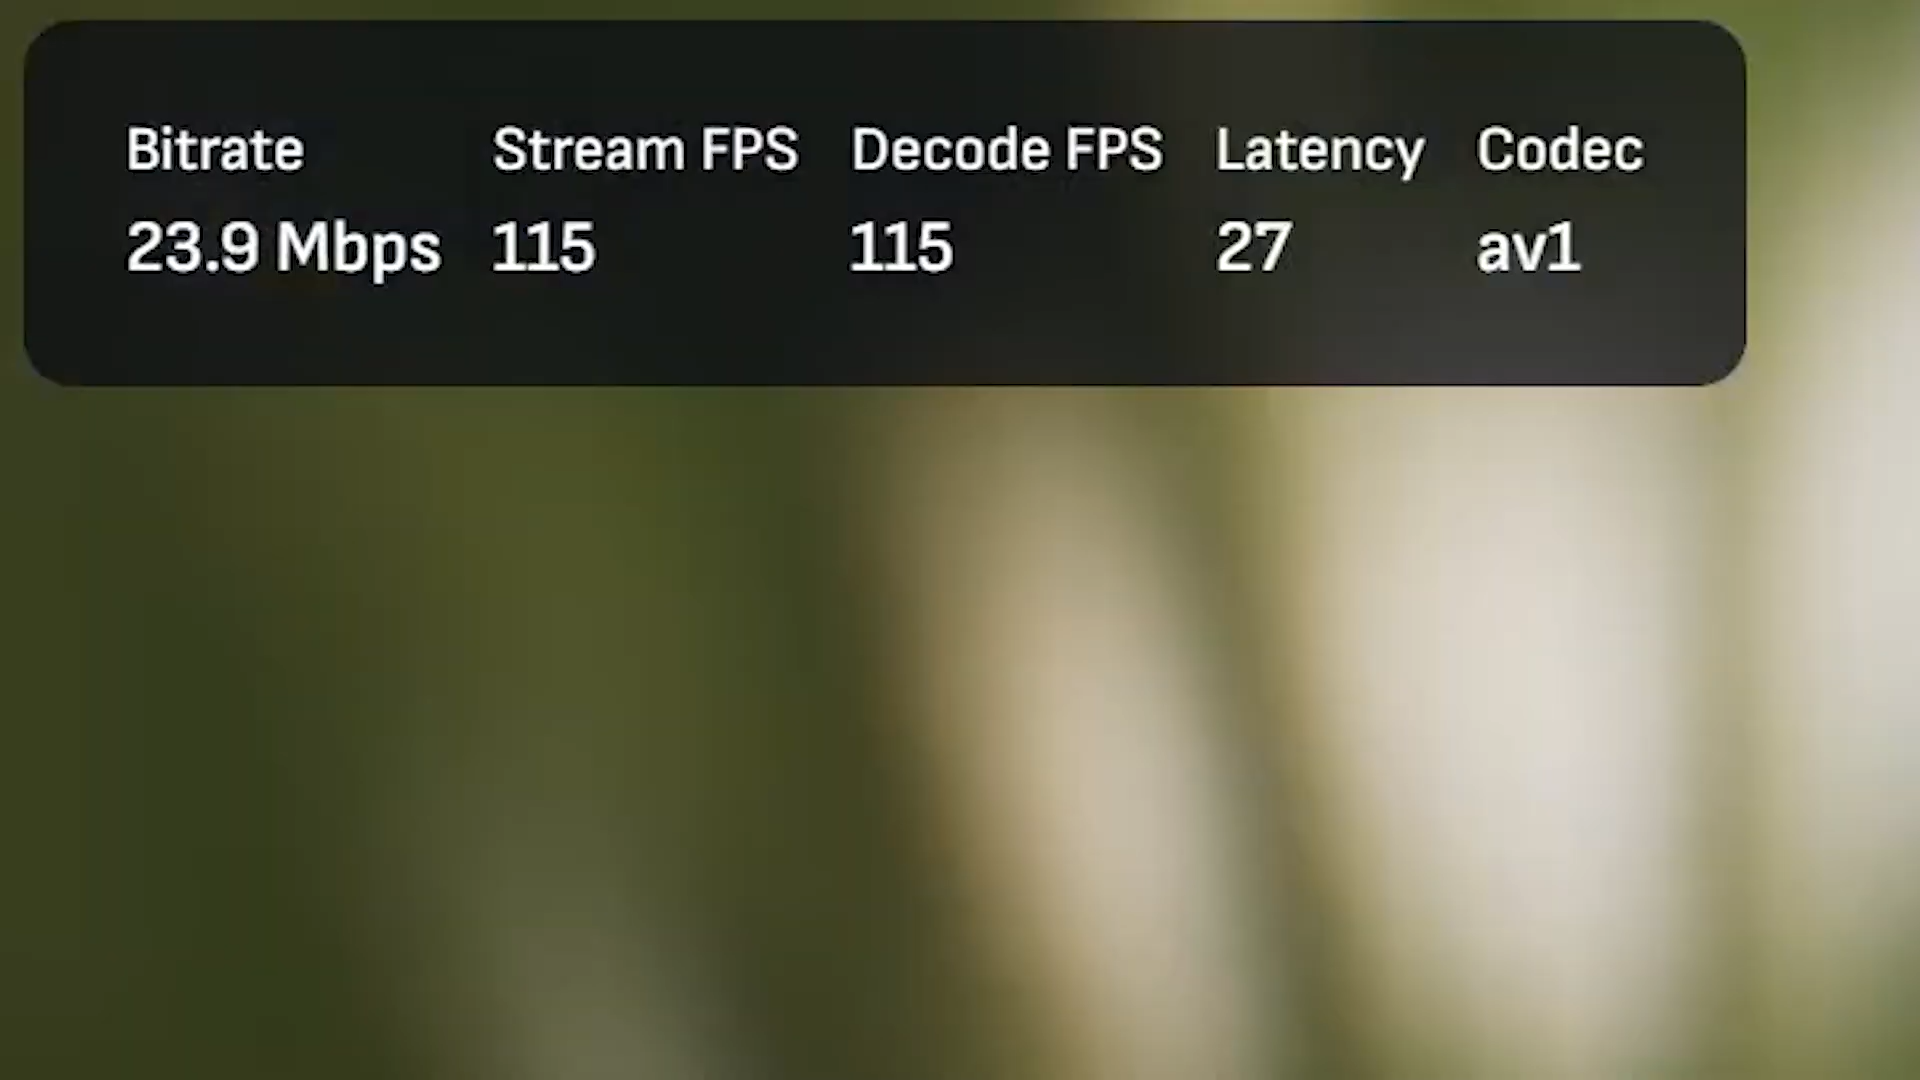 Bitrate Stream FPS Decode FPS Latency Codec
23.9 Mbps 115 115 27 av1